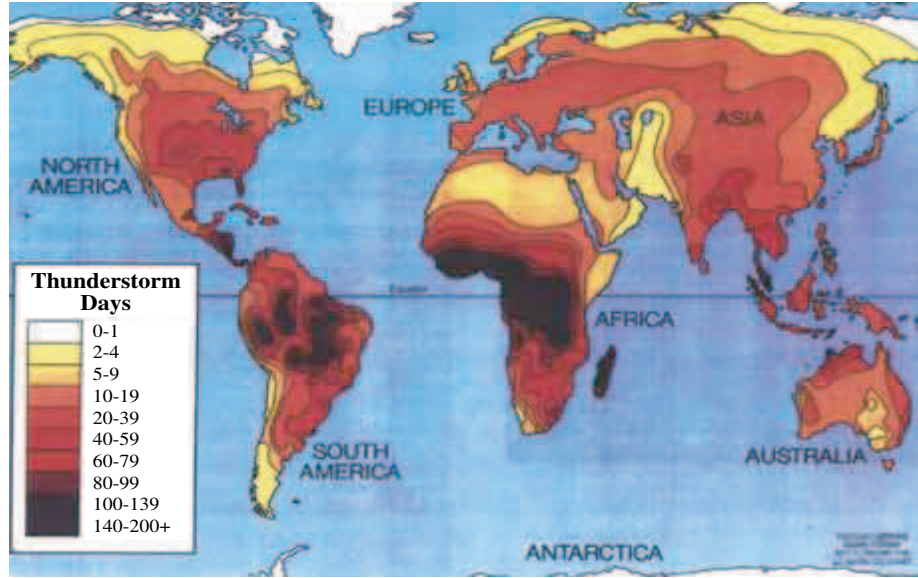 EUROPE
ASIA
NORTH
AMERICA
Thunderstorm
Days
0-1
2-4
5-9
10-19
20-39
40-59
60-79
80-99
100-139
140-200+
Equator
AFRICA
SOUTH
AMERICA
AUSTRALIA
ANTARCTICA